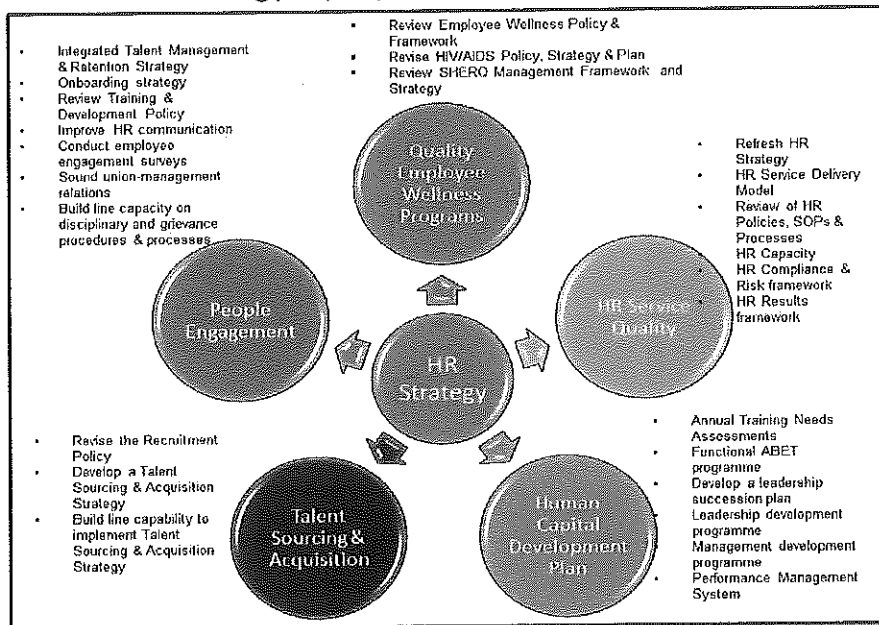 • Integrated Talent Management
& Retention Strategy
• Onboarding strategy
• Review Training &
Development Policy
• Improve HR communication
• Conduct employee
engagement surveys
• Sound union-management
relations
• Build line capacity on
disciplinary and grievance
procedures & processes
• Review Employee Wellness Policy &
Framework
• Revise HIV/AIDS Policy, Strategy & Plan
• Review SHERQ Management Framework and
Strategy
Quality
Employee
Wellness
Programs
• Refresh HR
Strategy
• HR Service Delivery
Model
• Review of HR
Policies, SOPs &
Processes
• HR Capacity
• HR Compliance &
Risk framework
• HR Results
framework
People
Engagement
HR Service
Quality
HR
Strategy
• Revise the Recruitment
Policy
• Develop a Talent
Sourcing & Acquisition
Strategy
• Build line capability to
implement Talent
Sourcing & Acquisition
Strategy
Talent
Sourcing &
Acquisition
Human
Capital
Development
Plan
• Annual Training Needs
Assessments
• Functional ABET
programme
• Develop a leadership
succession plan
• Leadership development
programme
• Management development
programme
• Performance Management
System